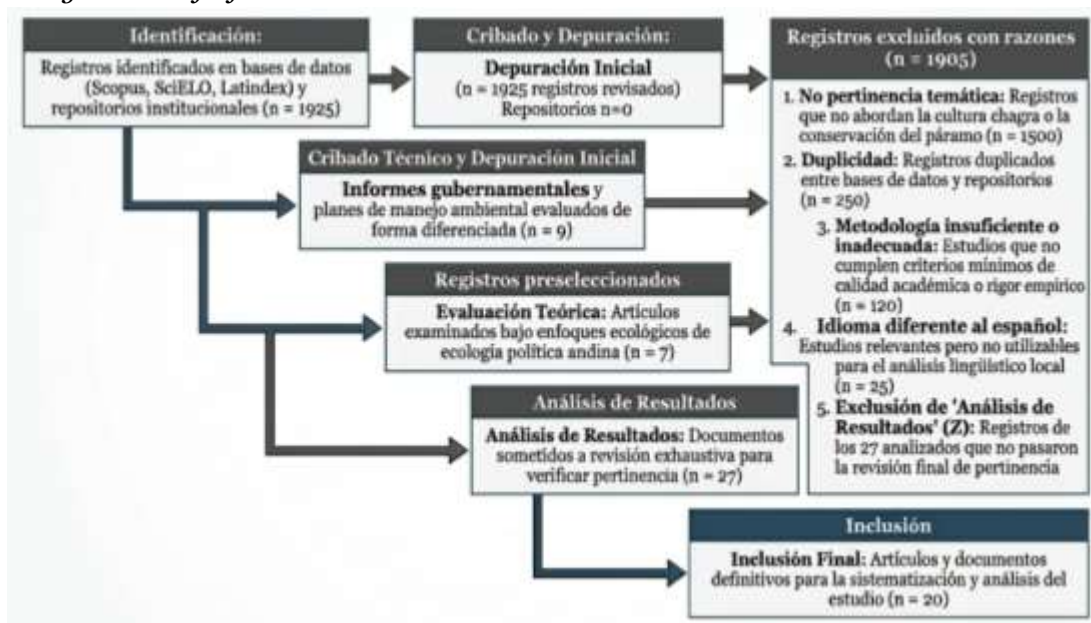 Identificación:
Registros identificados en bases de datos
(Scopus, SciELO, Latindex) y
repositorios institucionales (n = 1925)
Cribado y Depuración:
Depuración Inicial
(n = 1925 registros revisados)
Repositorios n=0
Registros excluidos con razones
(n = 1905)
1. No pertinencia temática: Registros
que no abordan la cultura chagra o la
conservación del páramo (n = 1500)
2. Duplicidad: Registros duplicados
entre bases de datos y repositorios
(n = 250)
3. Metodología insuficiente o
inadecuada: Estudios que no
cumplen criterios mínimos de
calidad académica o rigor empírico
(n = 120)
4. Idioma diferente al español:
Estudios relevantes pero no utilizables
para el análisis lingüístico local
(n = 25)
5. Exclusión de 'Análisis de
Resultados' (Z): Registros de
los 27 analizados que no pasaron
la revisión final de pertinencia
Cribado Técnico y Depuración Inicial
Informes gubernamentales y
planes de manejo ambiental evaluados de
forma diferenciada (n = 9)
Registros preseleccionados
Evaluación Teórica: Artículos
examinados bajo enfoques ecológicos de
ecología política andina (n = 7)
Análisis de Resultados
Análisis de Resultados: Documentos
sometidos a revisión exhaustiva para
verificar pertinencia (n = 27)
Inclusión
Inclusión Final: Artículos y documentos
definitivos para la sistematización y análisis del
estudio (n = 20)